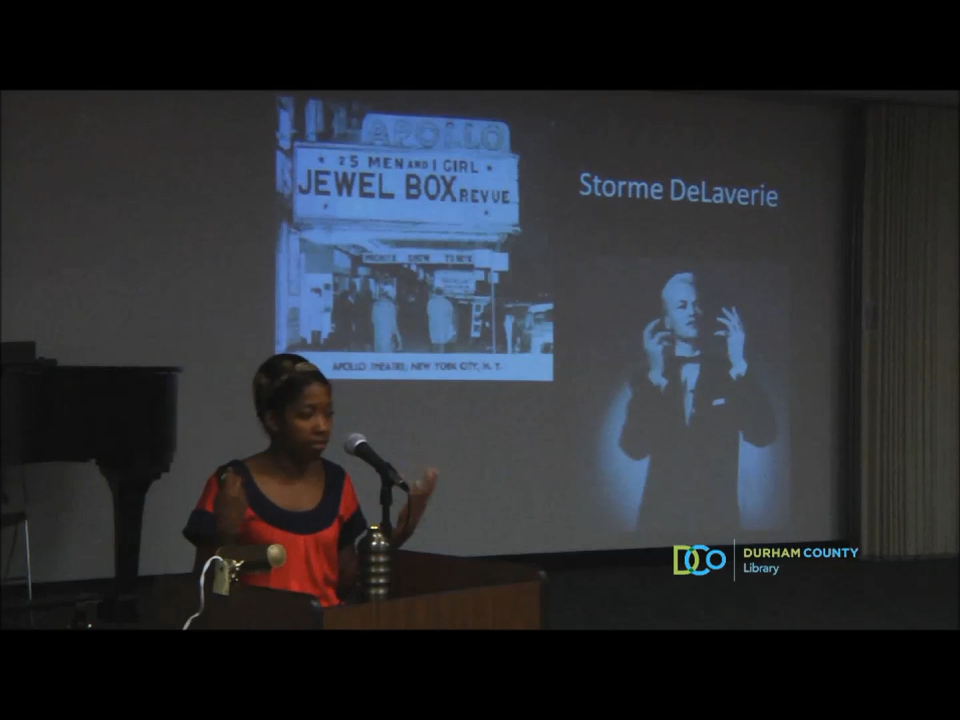 APOLLO
25 MEN AND 1 GIRL
JEWEL BOX REVUE
APOLLO THEATRE; NEW YORK CITY, N. Y.
Storme DeLaverie
DCo
DURHAM COUNTY
Library